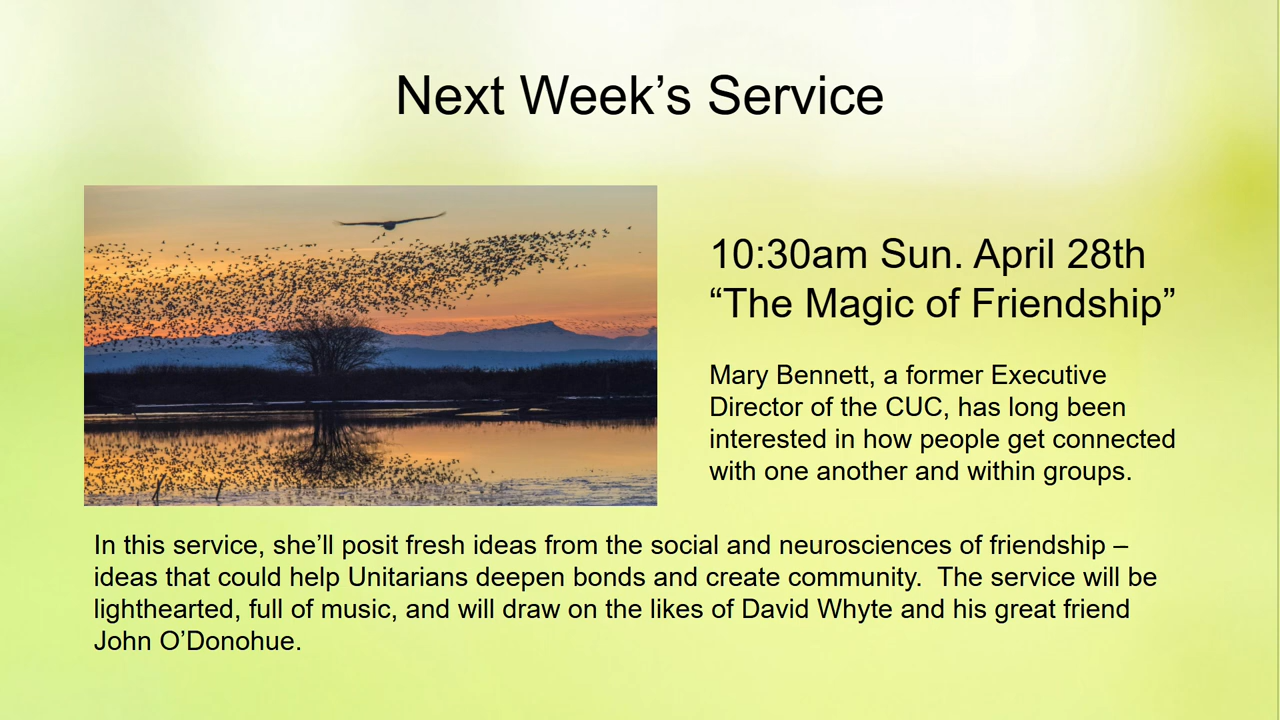 Next Week’s Service
10:30am Sun. April 28th
“The Magic of Friendship”
Mary Bennett, a former Executive
Director of the CUC, has long been
interested in how people get connected
with one another and within groups.
In this service, she’ll posit fresh ideas from the social and neurosciences of friendship –
ideas that could help Unitarians deepen bonds and create community.  The service will be
lighthearted, full of music, and will draw on the likes of David Whyte and his great friend
John O’Donohue.